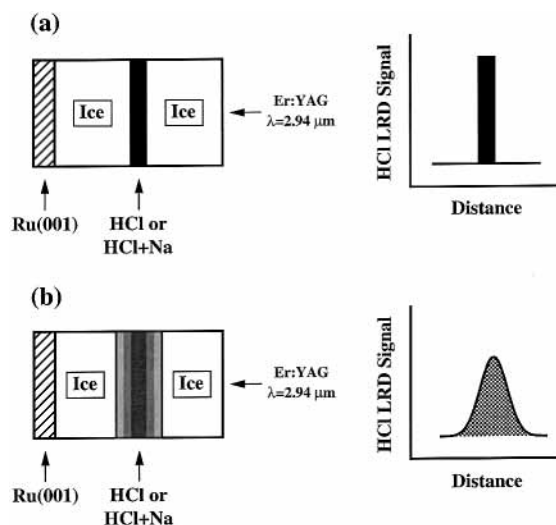 (a)
Ice
Ice
Er:YAG
λ=2.94 μm
Ru(001)
HCl or
HCl+Na
HCl LRD Signal
Distance
(b)
Ice
Ice
Er:YAG
λ=2.94 μm
Ru(001)
HCl or
HCl+Na
HCl LRD Signal
Distance